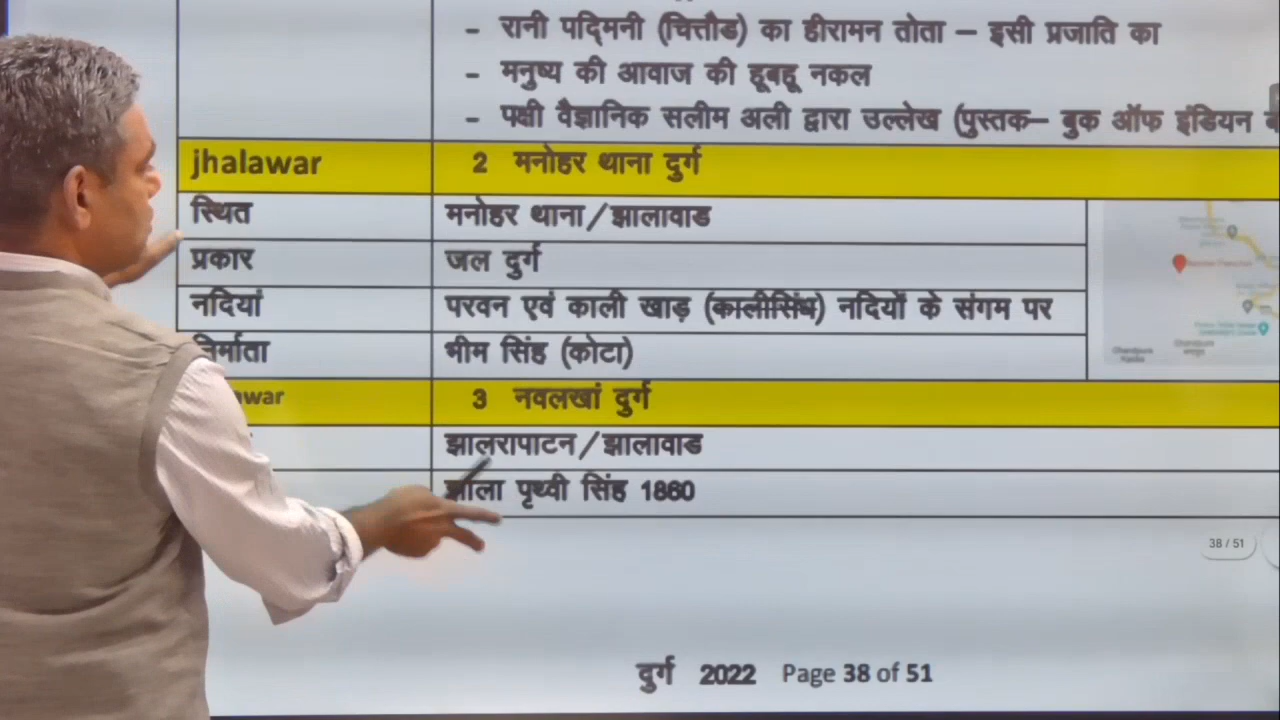 - रानी पद्मिनी (चित्तौड) का हीरामन तोता – इसी प्रजाति का
- मनुष्य की आवाज की हूबहू नकल
- पक्षी वैज्ञानिक सलीम अली द्वारा उल्लेख (पुस्तक– बुक ऑफ इंडियन
jhalawar 2 मनोहर थाना दुर्ग
स्थित मनोहर थाना/झालावाड
प्रकार जल दुर्ग
नदियां परवन एवं काली खाड़ (कालीसिंध) नदियों के संगम पर
निर्माता भीम सिंह (कोटा)
war 3 नवलखां दुर्ग
झालरापाटन/झालावाड
झाला पृथ्वी सिंह 1860
38 / 51
दुर्ग 2022 Page 38 of 51